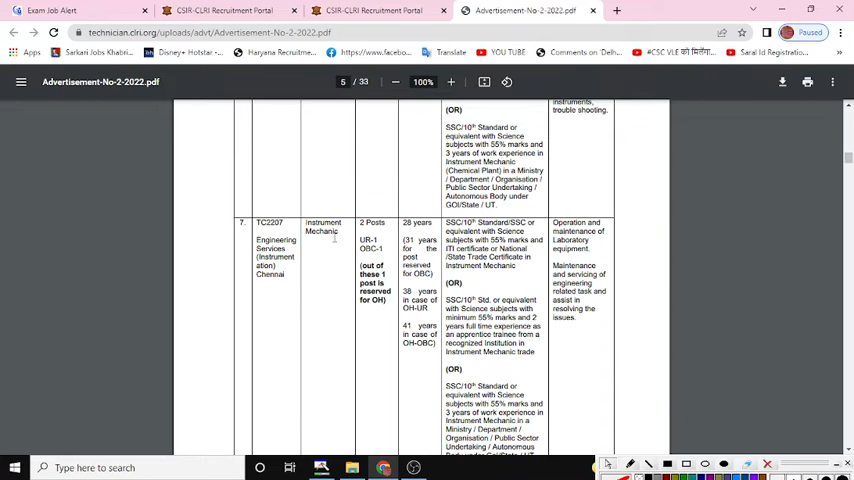 Exam Job Alert
CSIR-CLRI Recruitment Portal
CSIR-CLRI Recruitment Portal
Advertisement-No-2-2022.pdf
technician.clri.org/uploads/advt/Advertisement-No-2-2022.pdf
Paused
Apps
Sarkari Jobs Khabri...
Disney+ Hotstar -...
Haryana Recruitme...
https://www.facebo...
Translate
YOU TUBE
Comments on 'Delh...
#CSC VLE को मिलेंगा...
Saral Id Registratio...
Advertisement-No-2-2022.pdf
5 / 33
100%
(OR)
SSC/10th Standard or
equivalent with Science
subjects with 55% marks and
3 years of work experience in
Instrument Mechanic
(Chemical Plant) in a Ministry
/ Department / Organisation /
Public Sector Undertaking /
Autonomous Body under
GOI/State / UT.
instruments,
trouble shooting.
7.
TC2207
Engineering
Services
(Instrument
ation)
Chennai
Instrument
Mechanic
2 Posts
UR-1
OBC-1
(out of
these 1
post is
reserved
for OH)
28 years
(31 years
for the
post
reserved
for OBC)
38 years
in case of
OH-UR
41 years
in case of
OH-OBC)
SSC/10th Standard/SSC or
equivalent with Science
subjects with 55% marks and
ITI certificate or National
/State Trade Certificate in
Instrument Mechanic
(OR)
SSC/10th Std. or equivalent
with Science subjects with
minimum 55% marks and 2
years full time experience as
an apprentice trainee from a
recognized Institution in
Instrument Mechanic trade
(OR)
SSC/10th Standard or
equivalent with Science
subjects with 55% marks and
3 years of work experience in
Instrument Mechanic in a
Ministry / Department /
Organisation / Public Sector
Undertaking / Autonomous
Body under GOI/State / UT
Operation and
maintenance of
Laboratory
equipment.
Maintenance
and servicing of
engineering
related task and
assist in
resolving the
issues.
Type here to search